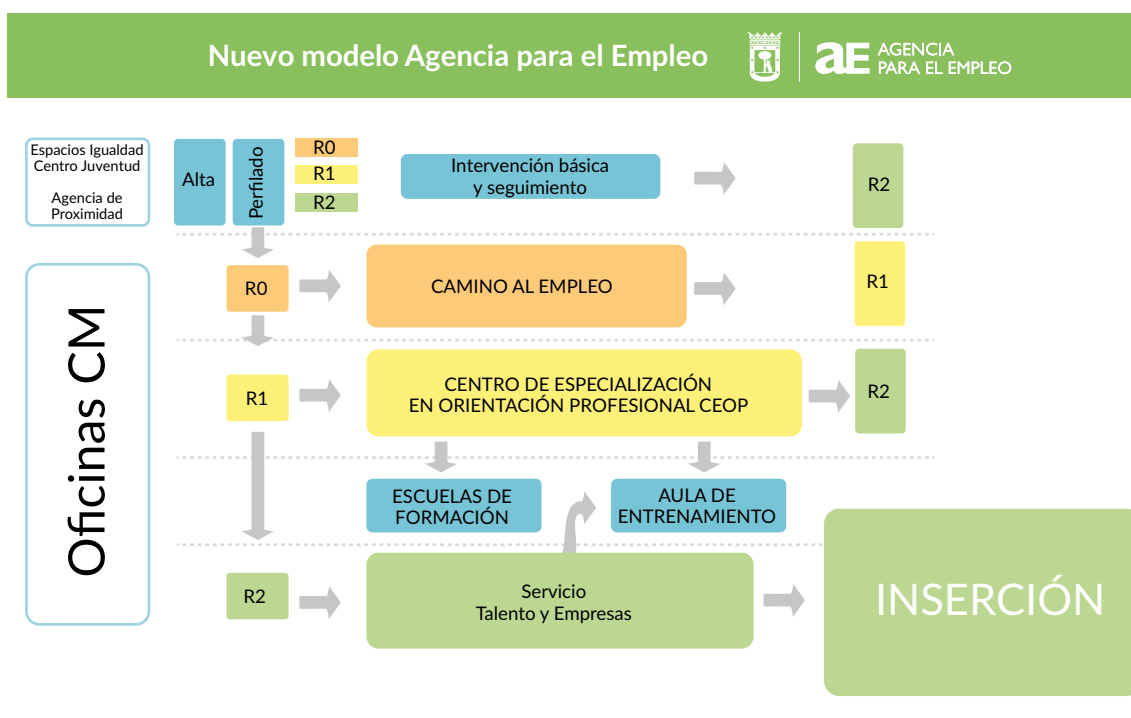 Nuevo modelo Agencia para el Empleo
aE AGENCIA
PARA EL EMPLEO
Espacios Igualdad
Centro Juventud
Agencia de
Proximidad
Alta
Perfilado
R0
R1
R2
Intervención básica
y seguimiento
R2
Oficinas CM
R0
CAMINO AL EMPLEO
R1
R1
CENTRO DE ESPECIALIZACIÓN
EN ORIENTACIÓN PROFESIONAL CEOP
R2
ESCUELAS DE
FORMACIÓN
AULA DE
ENTRENAMIENTO
R2
Servicio
Talento y Empresas
INSERCIÓN